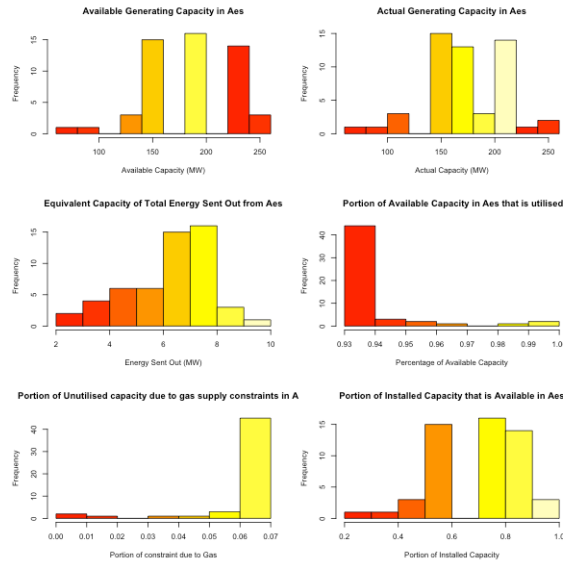 Available Generating Capacity in Aes
Frequency
15
5
0
100 150 200 250
Available Capacity (MW)
Actual Generating Capacity in Aes
Frequency
15
5
0
100 150 200 250
Actual Capacity (MW)
Equivalent Capacity of Total Energy Sent Out from Aes
Frequency
15
10
5
0
2 4 6 8 10
Energy Sent Out (MW)
Portion of Available Capacity in Aes that is utilised
Frequency
40
30
20
10
0
0.93 0.94 0.95 0.96 0.97 0.98 0.99 1.00
Percentage of Available Capacity
Portion of Unutilised capacity due to gas supply constraints in A
Frequency
40
30
20
10
0
0.00 0.01 0.02 0.03 0.04 0.05 0.06 0.07
Portion of constraint due to Gas
Portion of Installed Capacity that is Available in Aes
Frequency
15
10
5
0
0.2 0.4 0.6 0.8 1.0
Portion of Installed Capacity